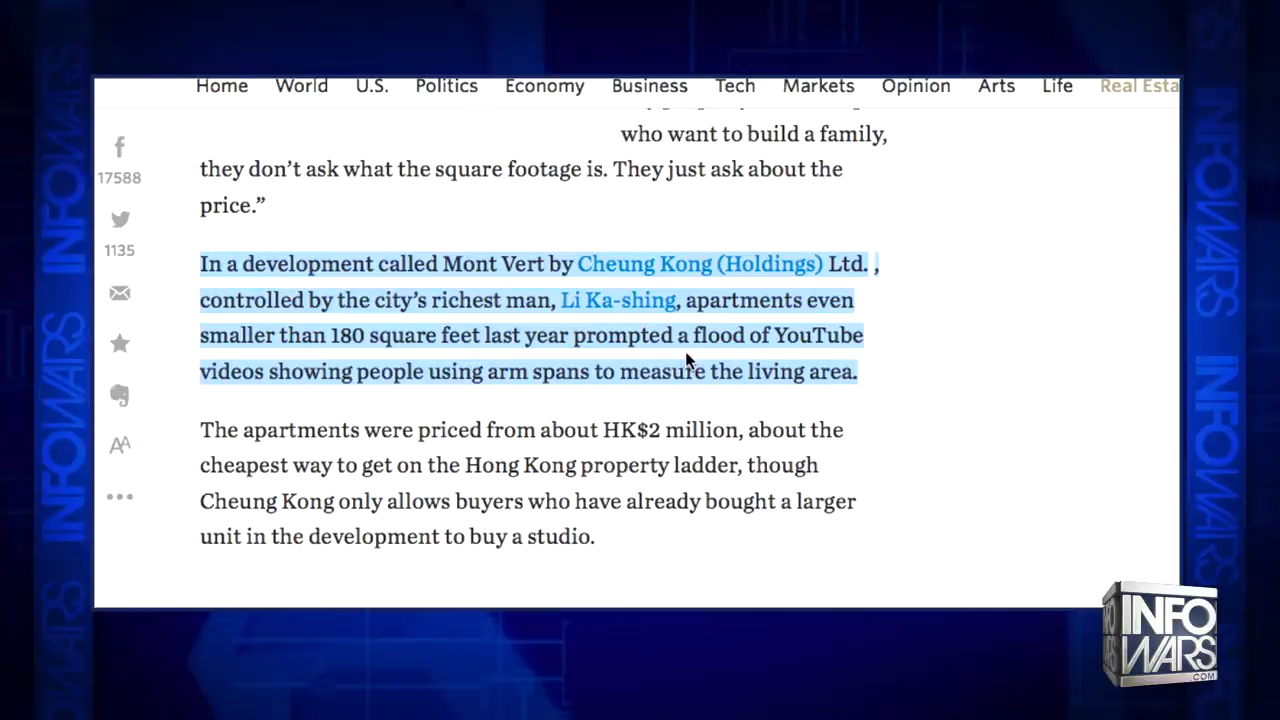 INFOWARS
Home World U.S. Politics Economy Business Tech Markets Opinion Arts Life Real Esta
who want to build a family,
they don’t ask what the square footage is. They just ask about the
price.”
17588
1135
In a development called Mont Vert by Cheung Kong (Holdings) Ltd. ,
controlled by the city’s richest man, Li Ka-shing, apartments even
smaller than 180 square feet last year prompted a flood of YouTube
videos showing people using arm spans to measure the living area.
AA
The apartments were priced from about HK$2 million, about the
cheapest way to get on the Hong Kong property ladder, though
Cheung Kong only allows buyers who have already bought a larger
unit in the development to buy a studio.
INFO
WARS
.COM